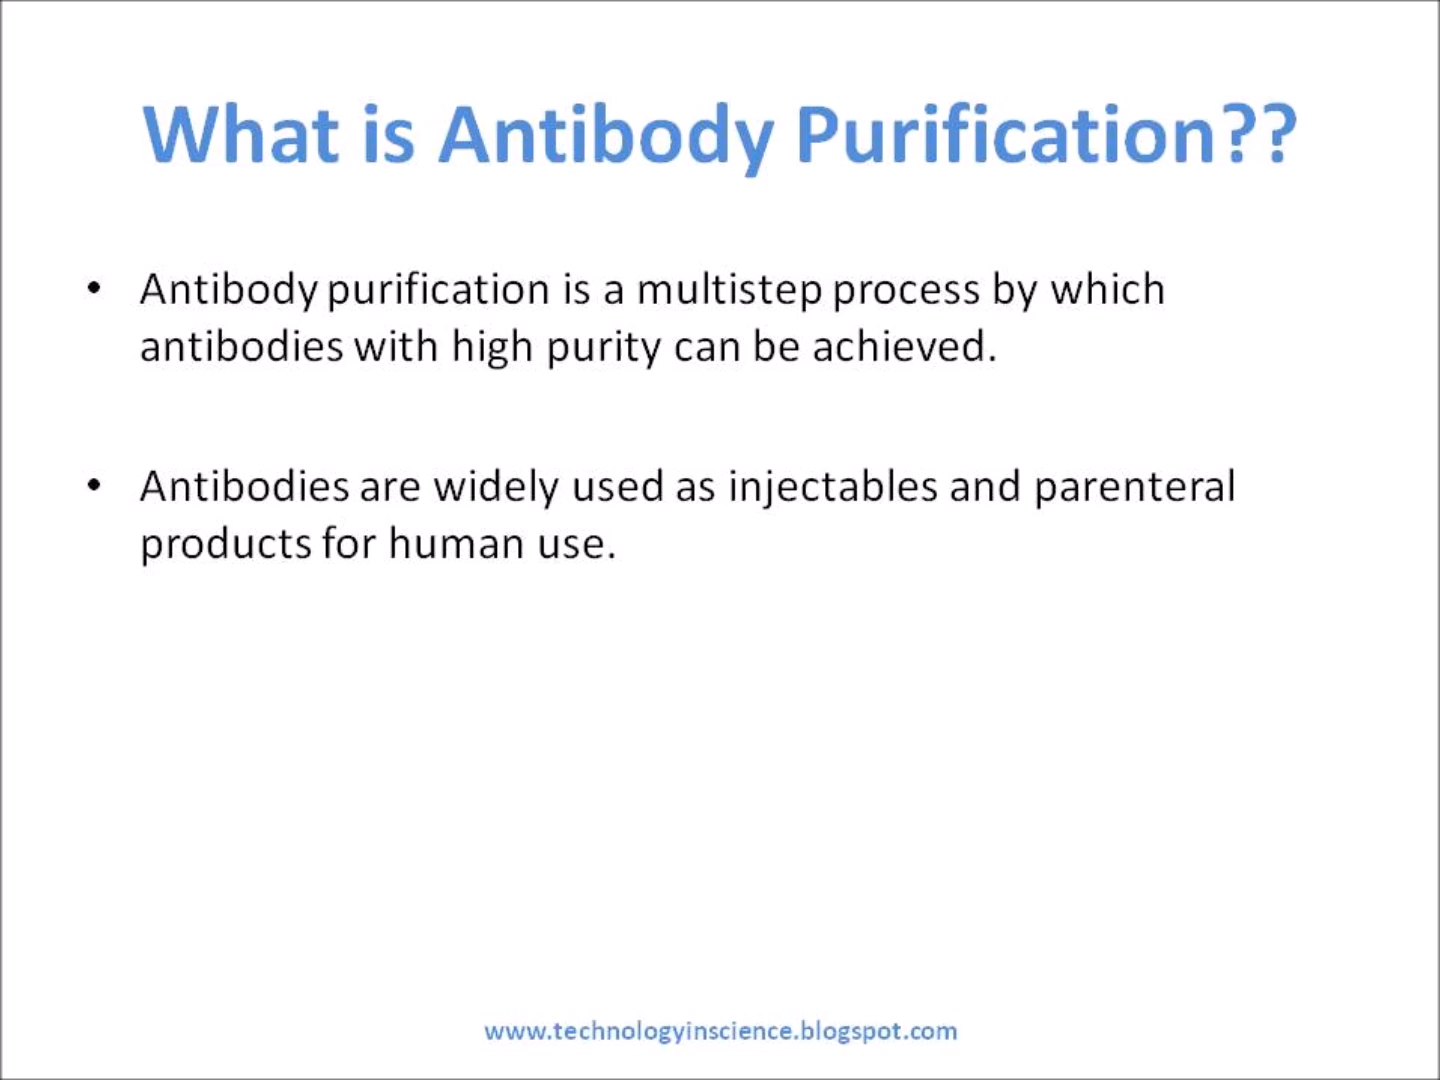 What is Antibody Purification??
• Antibody purification is a multistep process by which
antibodies with high purity can be achieved.
• Antibodies are widely used as injectables and parenteral
products for human use.
www.technologyinscience.blogspot.com